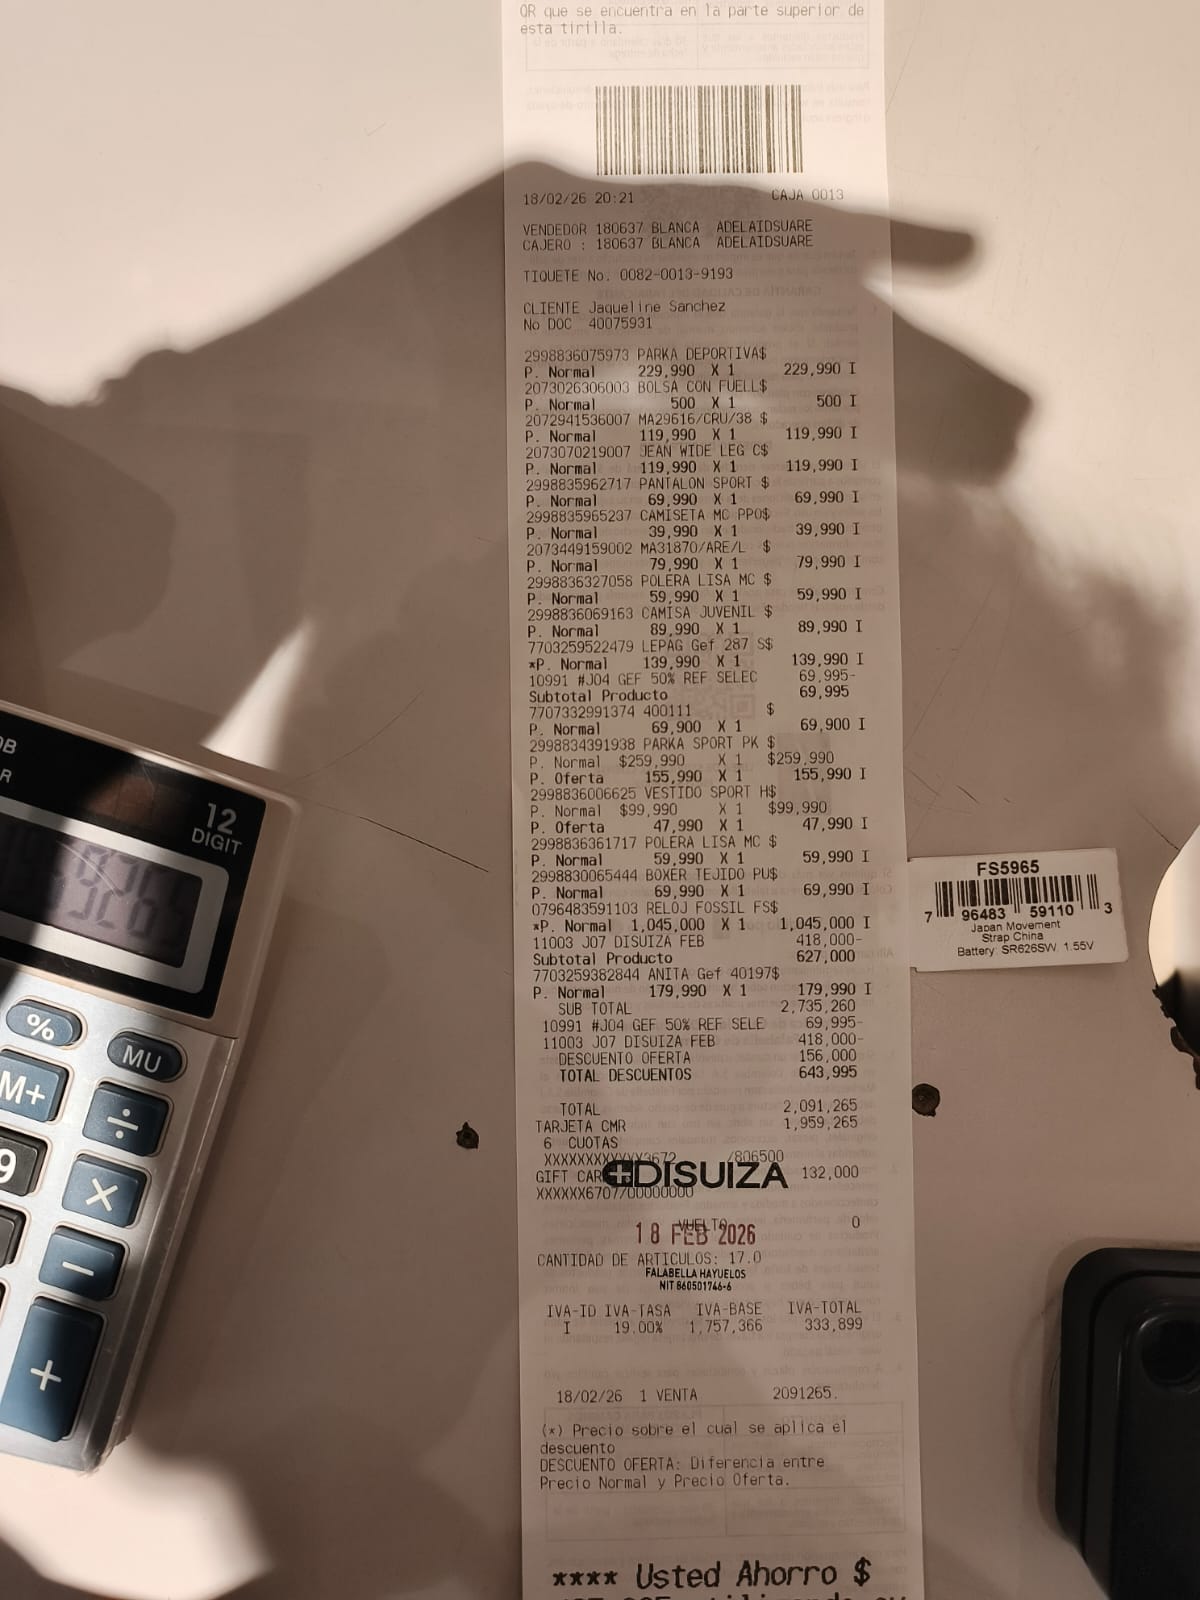 QR que se encuentra en la parte superior de
esta tirilla.
18/02/26 20:21 CAJA 0013
VENDEDOR 180637 BLANCA ADELAIDSUARE
CAJERO : 180637 BLANCA ADELAIDSUARE
TIQUETE No. 0082-0013-9193
CLIENTE Jaqueline Sanchez
No DOC 40075931
2998836075973 PARKA DEPORTIVA$
P. Normal 229,990 X 1 229,990 I
2073026306003 BOLSA CON FUELL$
P. Normal 500 X 1 500 I
2072941536007 MA29616/CRU/38 $
P. Normal 119,990 X 1 119,990 I
2073070219007 JEAN WIDE LEG C$
P. Normal 119,990 X 1 119,990 I
2998835962717 PANTALON SPORT $
P. Normal 69,990 X 1 69,990 I
2998835965237 CAMISETA MC PPO$
P. Normal 39,990 X 1 39,990 I
2073449159002 MA31870/ARE/L $
P. Normal 79,990 X 1 79,990 I
2998836327058 POLERA LISA MC $
P. Normal 59,990 X 1 59,990 I
2998836069163 CAMISA JUVENIL $
P. Normal 89,990 X 1 89,990 I
7703259522479 LEPAG Gef 287 S$
*P. Normal 139,990 X 1 139,990 I
10991 #J04 GEF 50% REF SELEC 69,995-
Subtotal Producto 69,995
7707332991374 400111 $
P. Normal 69,900 X 1 69,900 I
2998834391938 PARKA SPORT PK $
P. Normal $259,990 X 1 $259,990
P. Oferta 155,990 X 1 155,990 I
2998836006625 VESTIDO SPORT H$
P. Normal $99,990 X 1 $99,990
P. Oferta 47,990 X 1 47,990 I
2998836361717 POLERA LISA MC $
P. Normal 59,990 X 1 59,990 I
2998830065444 BOXER TEJIDO PU$
P. Normal 69,990 X 1 69,990 I
0796483591103 RELOJ FOSSIL FS$
*P. Normal 1,045,000 X 1 1,045,000 I
11003 J07 DISUIZA FEB 418,000-
Subtotal Producto 627,000
7703259382844 ANITA Gef 40197$
P. Normal 179,990 X 1 179,990 I
SUB TOTAL 2,735,260
10991 #J04 GEF 50% REF SELE 69,995-
11003 J07 DISUIZA FEB 418,000-
DESCUENTO OFERTA 156,000
TOTAL DESCUENTOS 643,995
TOTAL 2,091,265
TARJETA CMR 1,959,265
6 CUOTAS
XXXXXXXXXXXX3672 /806500
GIFT CAR 132,000
DISUIZA
XXXXXX6707/00000000
VUELTO 0
18 FEB 2026
CANTIDAD DE ARTICULOS: 17.0
FALABELLA HAYUELOS
NIT 860501746-6
IVA-ID IVA-TASA IVA-BASE IVA-TOTAL
I 19.00% 1,757,366 333,899
18/02/26 1 VENTA 2091265.
(*) Precio sobre el cual se aplica el
descuento
DESCUENTO OFERTA: Diferencia entre
Precio Normal y Precio Oferta.
**** Usted Ahorro $
FS5965
7 96483 59110 3
Japan Movement
Strap China
Battery: SR626SW. 1.55V
12
DIGIT
%
MU
M+
÷
9
×
−
+